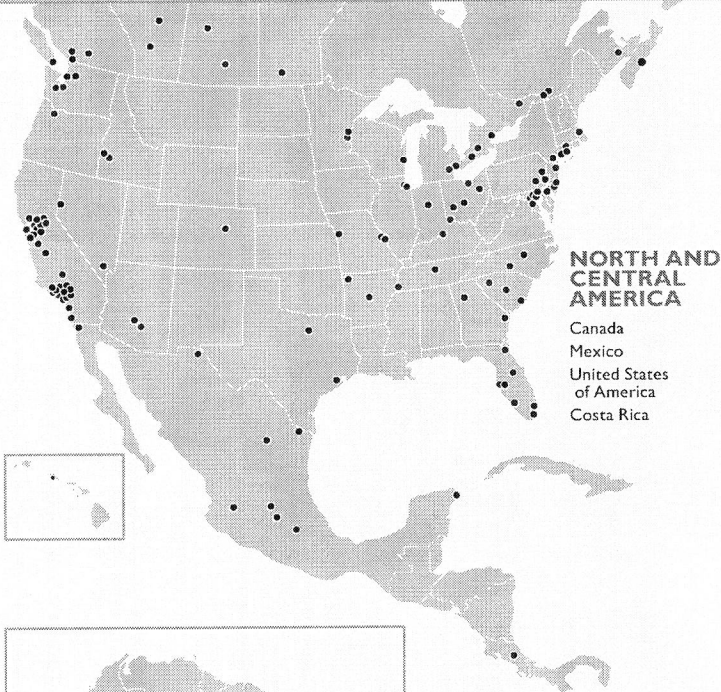 NORTH AND
CENTRAL
AMERICA
Canada
Mexico
United States
of America
Costa Rica